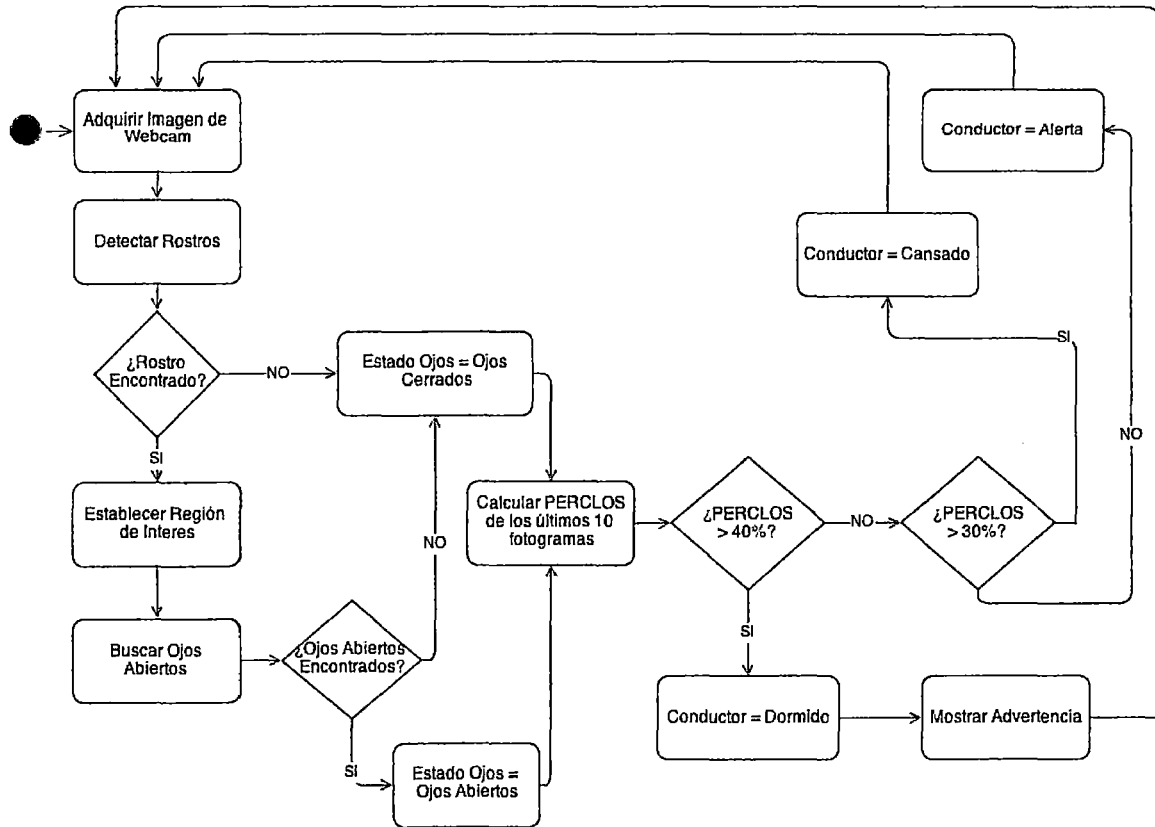 Adquirir Imagen de
Webcam
Conductor = Alerta
Detectar Rostros
Conductor = Cansado
¿Rostro
Encontrado?
NO
Estado Ojos = Ojos
Cerrados
SI
SI
NO
Establecer Región
de Interes
Calcular PERCLOS
de los últimos 10
fotogramas
¿PERCLOS
> 40%?
NO
¿PERCLOS
> 30%?
NO
Buscar Ojos
Abiertos
¿Ojos Abiertos
Encontrados?
SI
Conductor = Dormido
Mostrar Advertencia
SI
Estado Ojos =
Ojos Abiertos